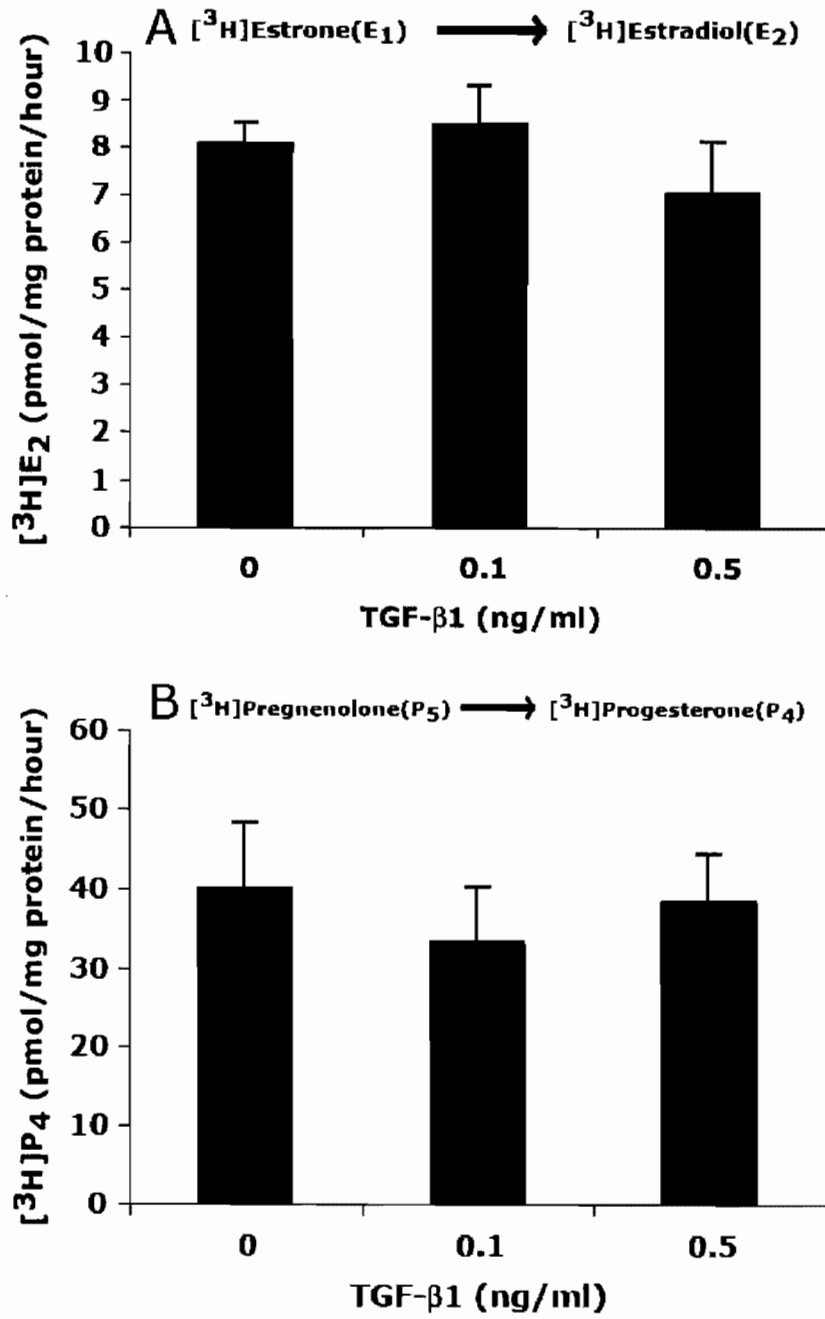 A [³H]Estrone(E₁) → [³H]Estradiol(E₂)
[³H]E₂ (pmol/mg protein/hour)
10
9
8
7
6
5
4
3
2
1
0
0 0.1 0.5
TGF-β1 (ng/ml)
B [³H]Pregnenolone(P₅) → [³H]Progesterone(P₄)
[³H]P₄ (pmol/mg protein/hour)
60
50
40
30
20
10
0
0 0.1 0.5
TGF-β1 (ng/ml)